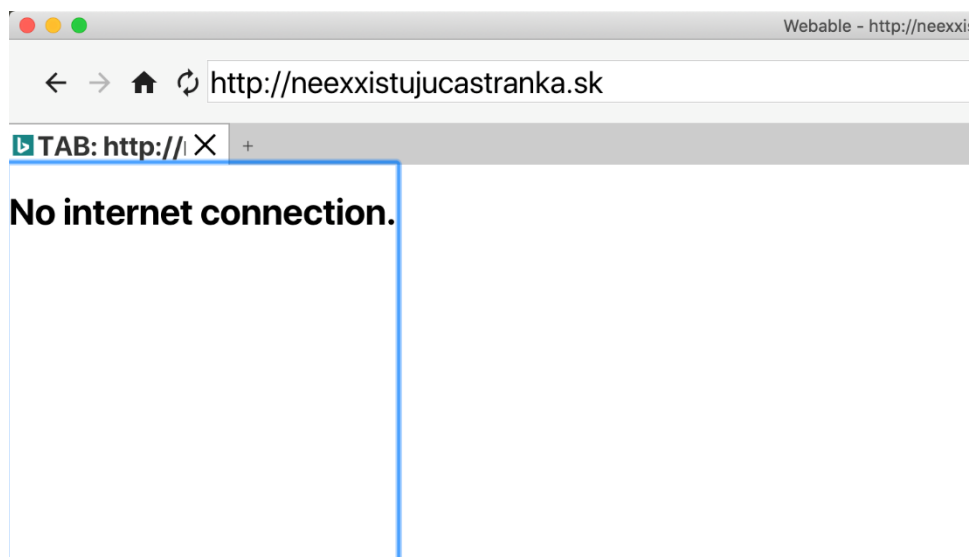 Webable - http://neexxis
http://neexxistujucastranka.sk
TAB: http://
No internet connection.